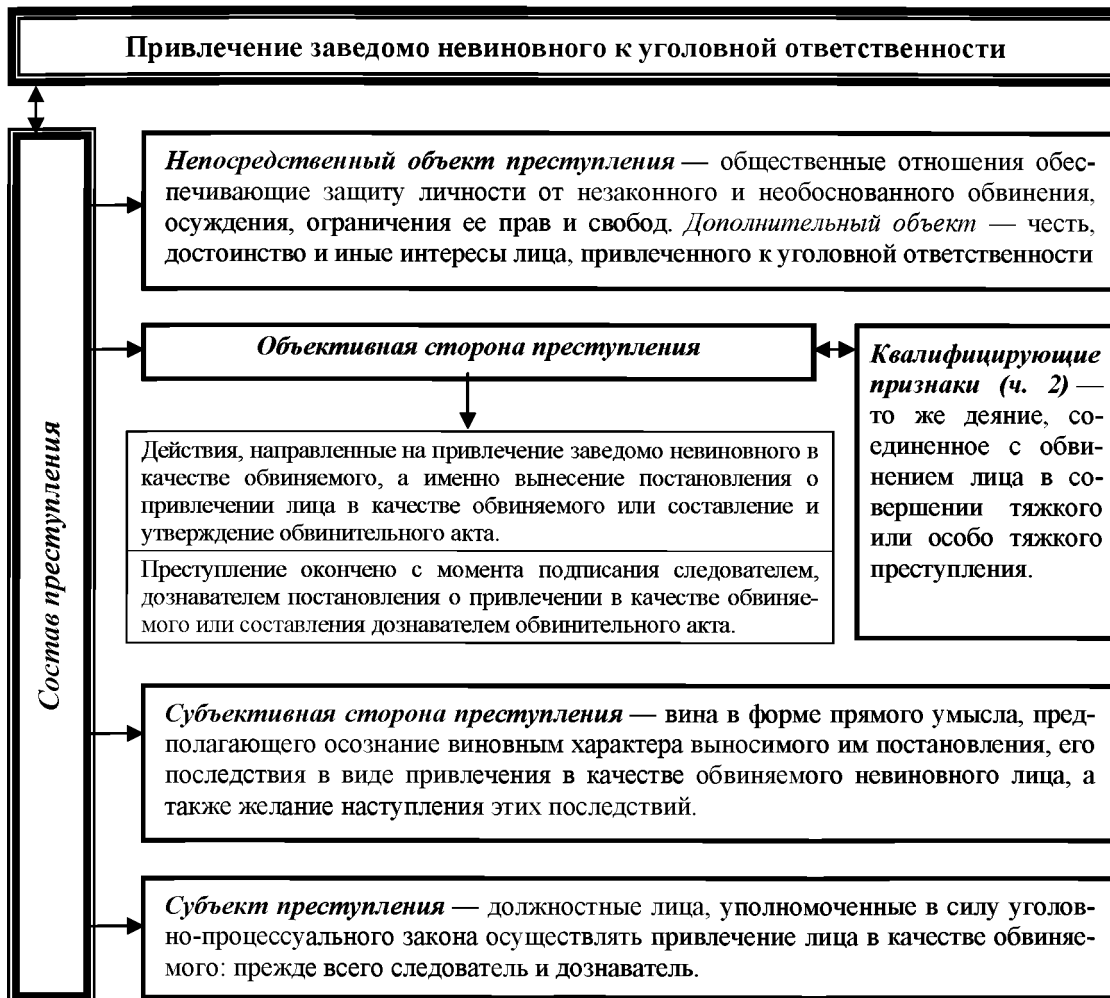 Привлечение заведомо невиновного к уголовной ответственности
Состав преступления
Непосредственный объект преступления — общественные отношения обес-
печивающие защиту личности от незаконного и необоснованного обвинения,
осуждения, ограничения ее прав и свобод. Дополнительный объект — честь,
достоинство и иные интересы лица, привлеченного к уголовной ответственности
Объективная сторона преступления
Действия, направленные на привлечение заведомо невиновного в
качестве обвиняемого, а именно вынесение постановления о
привлечении лица в качестве обвиняемого или составление и
утверждение обвинительного акта.
Преступление окончено с момента подписания следователем,
дознавателем постановления о привлечении в качестве обвиняе-
мого или составления дознавателем обвинительного акта.
Квалифицирующие
признаки (ч. 2) —
то же деяние, со-
единенное с обви-
нением лица в со-
вершении тяжкого
или особо тяжкого
преступления.
Субъективная сторона преступления — вина в форме прямого умысла, пред-
полагающего осознание виновным характера выносимого им постановления, его
последствия в виде привлечения в качестве обвиняемого невиновного лица, а
также желание наступления этих последствий.
Субъект преступления — должностные лица, уполномоченные в силу уголов-
но-процессуального закона осуществлять привлечение лица в качестве обвиняе-
мого: прежде всего следователь и дознаватель.